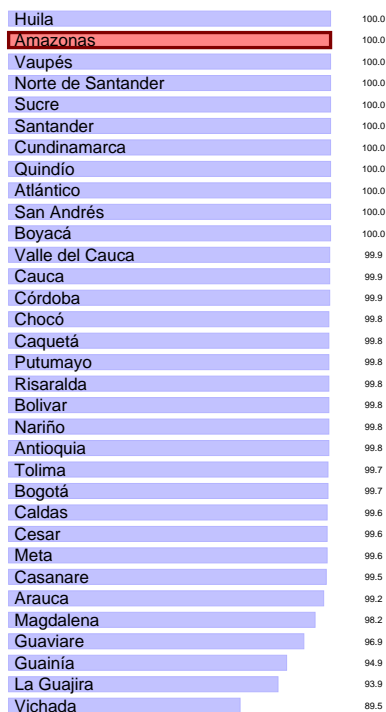 Huila 100.0
Amazonas 100.0
Vaupés 100.0
Norte de Santander 100.0
Sucre 100.0
Santander 100.0
Cundinamarca 100.0
Quindío 100.0
Atlántico 100.0
San Andrés 100.0
Boyacá 100.0
Valle del Cauca 99.9
Cauca 99.9
Córdoba 99.9
Chocó 99.8
Caquetá 99.8
Putumayo 99.8
Risaralda 99.8
Bolivar 99.8
Nariño 99.8
Antioquia 99.8
Tolima 99.7
Bogotá 99.7
Caldas 99.6
Cesar 99.6
Meta 99.6
Casanare 99.5
Arauca 99.2
Magdalena 98.2
Guaviare 96.9
Guainía 94.9
La Guajira 93.9
Vichada 89.5